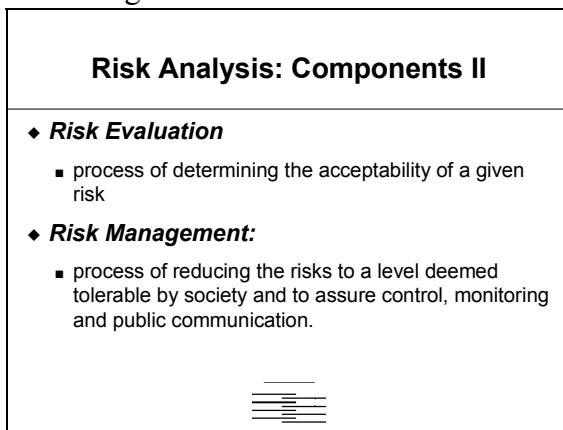 Risk Analysis: Components II
◆ Risk Evaluation
■ process of determining the acceptability of a given
risk
◆ Risk Management:
■ process of reducing the risks to a level deemed
tolerable by society and to assure control, monitoring
and public communication.